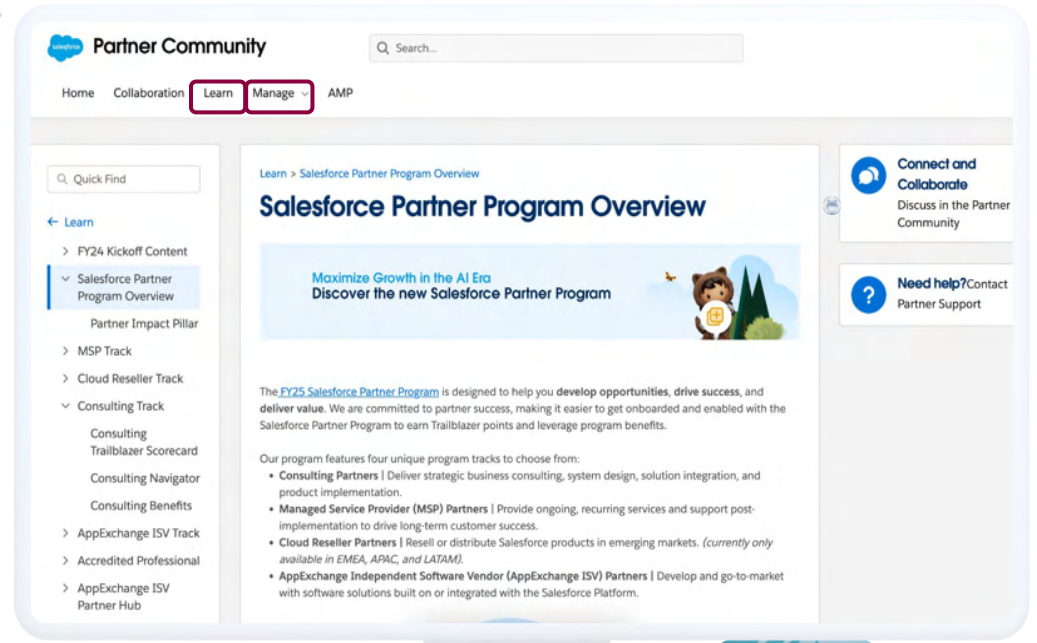 salesforce
Partner Community
Search...
Home Collaboration Learn Manage AMP
Quick Find
Learn
FY24 Kickoff Content
Salesforce Partner
Program Overview
Partner Impact Pillar
MSP Track
Cloud Reseller Track
Consulting Track
Consulting
Trailblazer Scorecard
Consulting Navigator
Consulting Benefits
AppExchange ISV Track
Accredited Professional
AppExchange ISV
Partner Hub
Learn > Salesforce Partner Program Overview
Salesforce Partner Program Overview
Maximize Growth in the AI Era
Discover the new Salesforce Partner Program
The FY25 Salesforce Partner Program is designed to help you develop opportunities, drive success, and
deliver value. We are committed to partner success, making it easier to get onboarded and enabled with the
Salesforce Partner Program to earn Trailblazer points and leverage program benefits.
Our program features four unique program tracks to choose from:
• Consulting Partners | Deliver strategic business consulting, system design, solution integration, and
product implementation.
• Managed Service Provider (MSP) Partners | Provide ongoing, recurring services and support post-
implementation to drive long-term customer success.
• Cloud Reseller Partners | Resell or distribute Salesforce products in emerging markets. (currently only
available in EMEA, APAC, and LATAM).
• AppExchange Independent Software Vendor (AppExchange ISV) Partners | Develop and go-to-market
with software solutions built on or integrated with the Salesforce Platform.
Connect and
Collaborate
Discuss in the Partner
Community
Need help?Contact
Partner Support